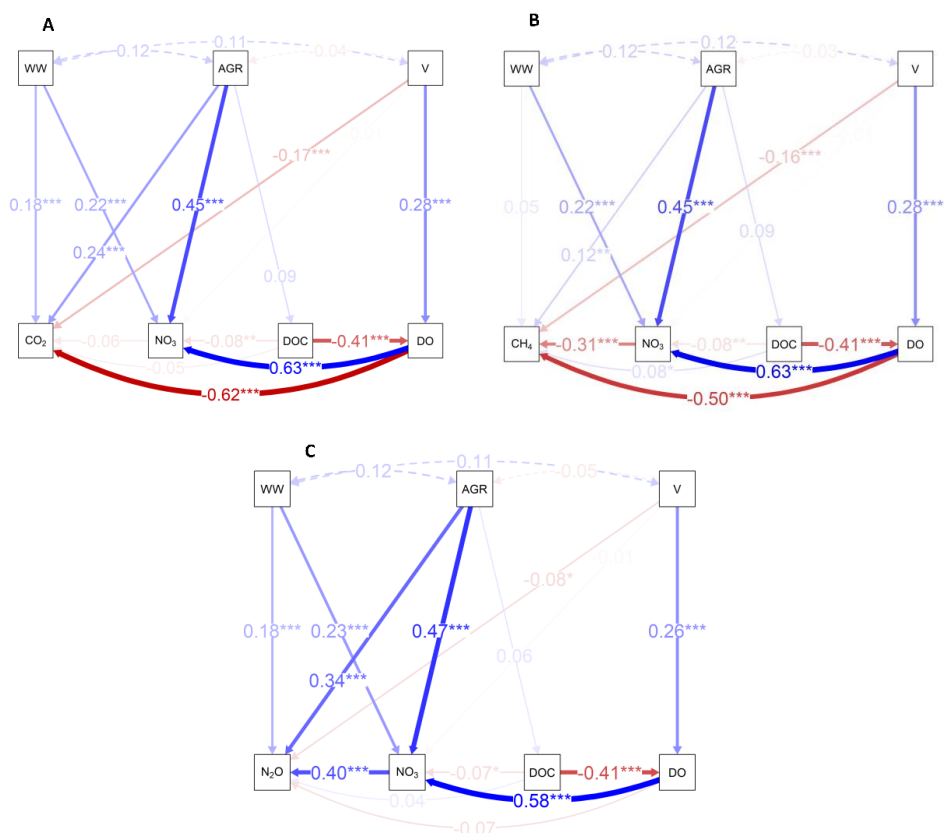 A
0.11
0.12
-0.04
WW
AGR
V
-0.17***
0.18***
0.22***
0.45***
0.28***
0.24***
0.09
CO₂
-0.06
NO₃
-0.08**
DOC
-0.41***
DO
-0.05
0.63***
-0.62***
B
0.12
0.12
-0.03
WW
AGR
V
-0.16***
0.05
0.22***
0.45***
0.28***
0.12**
0.09
CH₄
-0.31***
NO₃
-0.08**
DOC
-0.41***
DO
0.08*
0.63***
-0.50***
C
0.11
0.12
-0.05
WW
AGR
V
0.01
-0.08*
0.18***
0.23***
0.47***
0.26***
0.06
0.34***
N₂O
0.40***
NO₃
-0.07*
DOC
-0.41***
DO
0.04
0.58***
-0.07